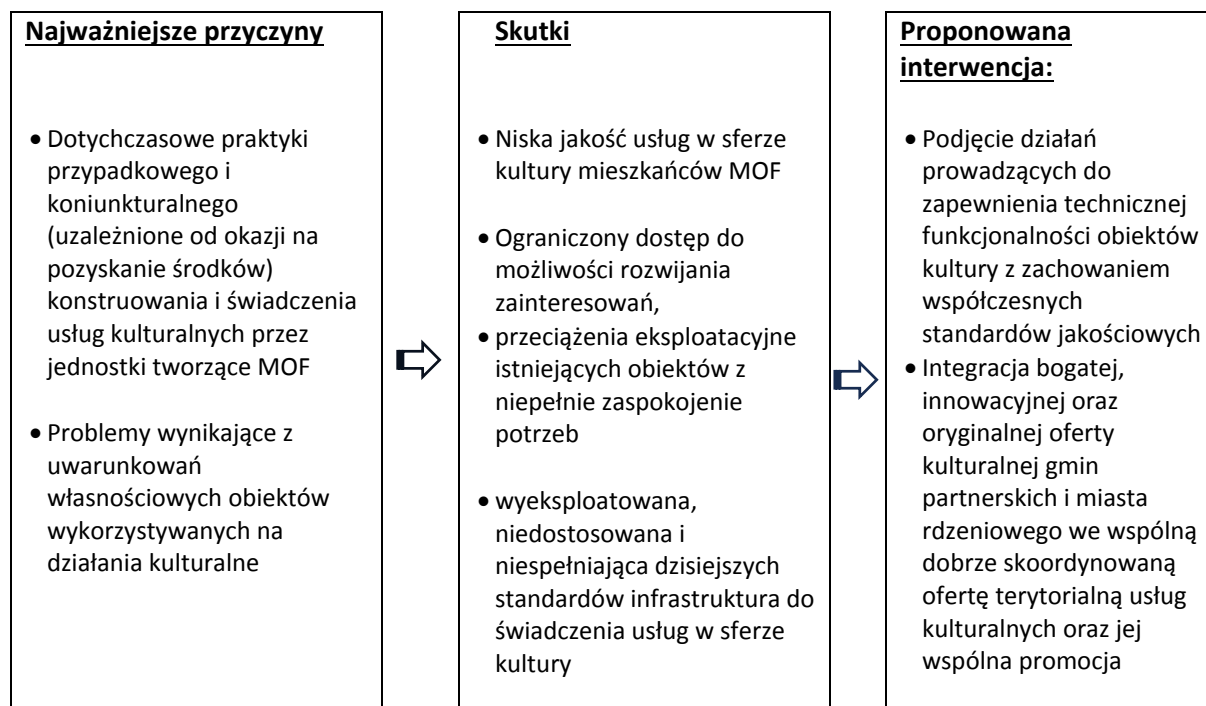 Najważniejsze przyczyny
• Dotychczasowe praktyki
przypadkowego i
koniunkturalnego
(uzależnione od okazji na
pozyskanie środków)
konstruowania i świadczenia
usług kulturalnych przez
jednostki tworzące MOF
• Problemy wynikające z
uwarunkowań
własnościowych obiektów
wykorzystywanych na
działania kulturalne
Skutki
• Niska jakość usług w sferze
kultury mieszkańców MOF
• Ograniczony dostęp do
możliwości rozwijania
zainteresowań,
• przeciążenia eksploatacyjne
istniejących obiektów z
niepełnie zaspokojenie
potrzeb
• wyeksploatowana,
niedostosowana i
niespełniająca dzisiejszych
standardów infrastruktura do
świadczenia usług w sferze
kultury
Proponowana
interwencja:
• Podjęcie działań
prowadzących do
zapewnienia technicznej
funkcjonalności obiektów
kultury z zachowaniem
współczesnych
standardów jakościowych
• Integracja bogatej,
innowacyjnej oraz
oryginalnej oferty
kulturalnej gmin
partnerskich i miasta
rdzeniowego we wspólną
dobrze skoordynowaną
ofertę terytorialną usług
kulturalnych oraz jej
wspólna promocja